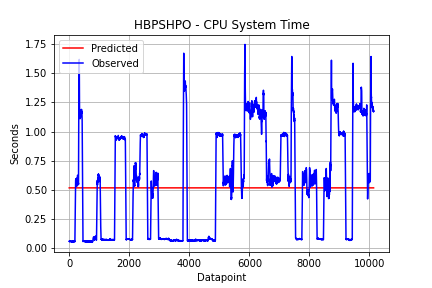 HBPSHPO - CPU System Time
Predicted
Observed
1.75
1.50
1.25
1.00
0.75
0.50
0.25
0.00
Seconds
0 2000 4000 6000 8000 10000
Datapoint